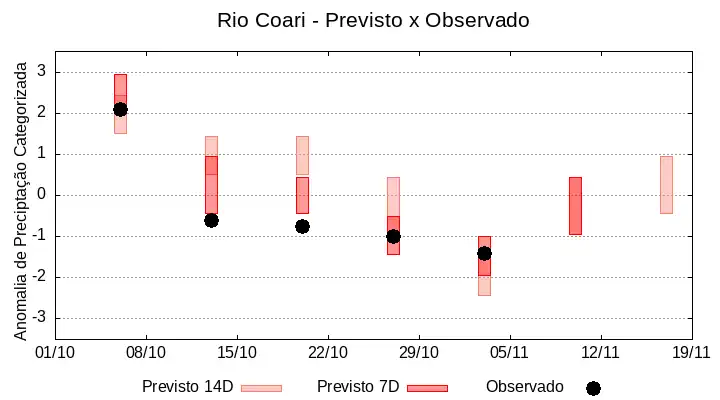 Rio Coari - Previsto x Observado
Anomalia de Preciptação Categorizada
3
2
1
0
-1
-2
-3
01/10 08/10 15/10 22/10 29/10 05/11 12/11 19/11
Previsto 14D Previsto 7D Observado